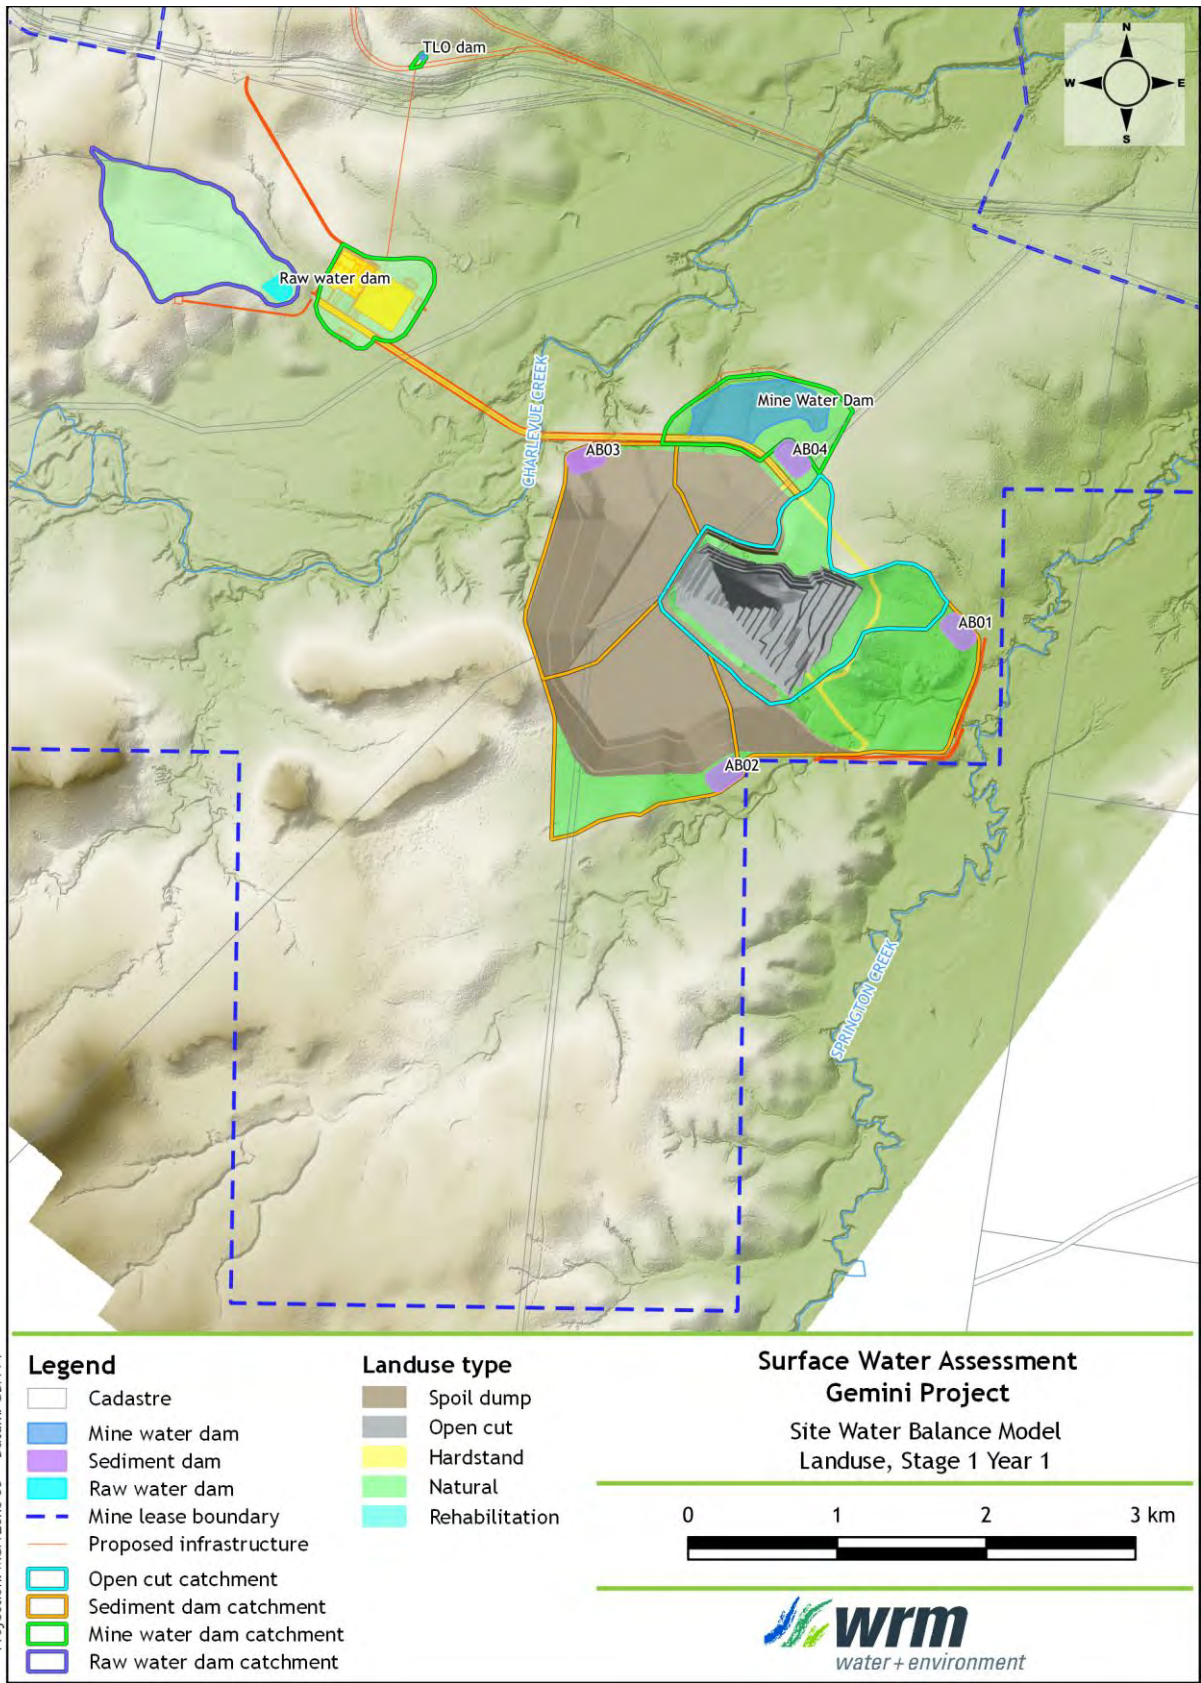 TLO dam
N
W
E
S
Raw water dam
CHARLEVUE CREEK
Mine Water Dam
AB03
AB04
AB01
AB02
SPRINGTON CREEK
Legend
Cadastre
Mine water dam
Sediment dam
Raw water dam
Mine lease boundary
Proposed infrastructure
Open cut catchment
Sediment dam catchment
Mine water dam catchment
Raw water dam catchment
Landuse type
Spoil dump
Open cut
Hardstand
Natural
Rehabilitation
Surface Water Assessment
Gemini Project
Site Water Balance Model
Landuse, Stage 1 Year 1
0 1 2 3 km
wrm
water + environment